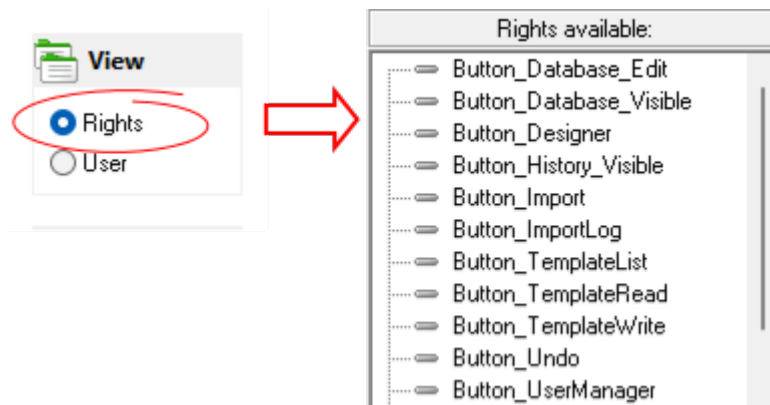 View
Rights
User
Rights available:
Button_Database_Edit
Button_Database_Visible
Button_Designer
Button_History_Visible
Button_Import
Button_ImportLog
Button_TemplateList
Button_TemplateRead
Button_TemplateWrite
Button_Undo
Button_UserManager